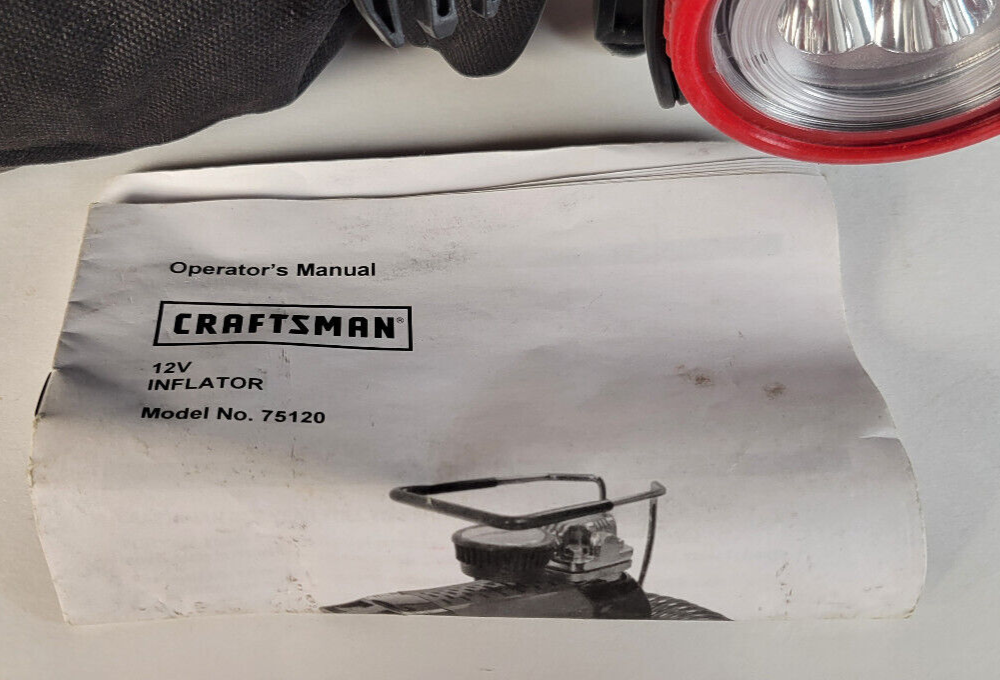 Operator's Manual
CRAFTSMAN®
12V
INFLATOR
Model No. 75120